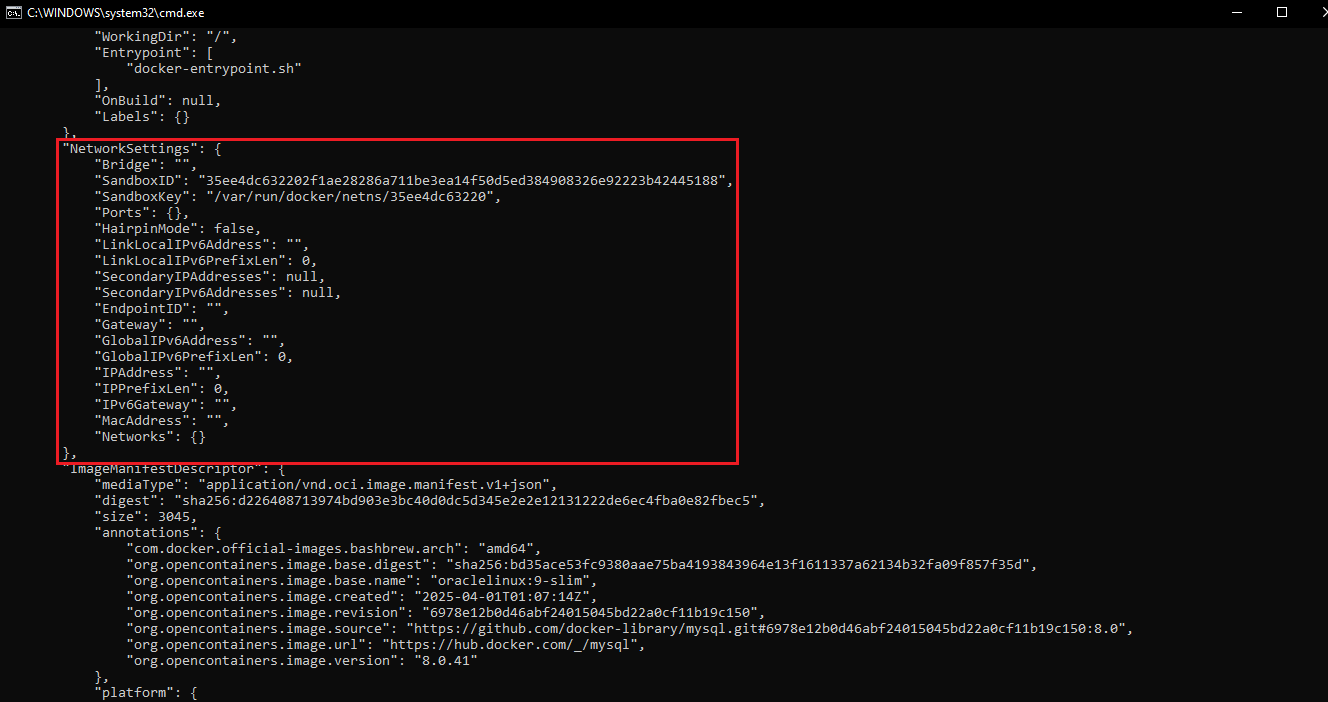 C:\WINDOWS\system32\cmd.exe
"WorkingDir": "/",
"Entrypoint": [
"docker-entrypoint.sh"
],
"OnBuild": null,
"Labels": {}
},
"NetworkSettings": {
"Bridge": "",
"SandboxID": "35ee4dc632202f1ae28286a711be3ea14f50d5ed384908326e92223b42445188",
"SandboxKey": "/var/run/docker/netns/35ee4dc63220",
"Ports": {},
"HairpinMode": false,
"LinkLocalIPv6Address": "",
"LinkLocalIPv6PrefixLen": 0,
"SecondaryIPAddresses": null,
"SecondaryIPv6Addresses": null,
"EndpointID": "",
"Gateway": "",
"GlobalIPv6Address": "",
"GlobalIPv6PrefixLen": 0,
"IPAddress": "",
"IPPrefixLen": 0,
"IPv6Gateway": "",
"MacAddress": "",
"Networks": {}
},
"ImageManifestDescriptor": {
"mediaType": "application/vnd.oci.image.manifest.v1+json",
"digest": "sha256:d226408713974bd903e3bc40d0dc5d345e2e2e12131222de6ec4fba0e82fbec5",
"size": 3045,
"annotations": {
"com.docker.official-images.bashbrew.arch": "amd64",
"org.opencontainers.image.base.digest": "sha256:bd35ace53fc9380aae75ba4193843964e13f1611337a62134b32fa09f857f35d",
"org.opencontainers.image.base.name": "oraclelinux:9-slim",
"org.opencontainers.image.created": "2025-04-01T01:07:14Z",
"org.opencontainers.image.revision": "6978e12b0d46abf24015045bd22a0cf11b19c150",
"org.opencontainers.image.source": "https://github.com/docker-library/mysql.git#6978e12b0d46abf24015045bd22a0cf11b19c150:8.0",
"org.opencontainers.image.url": "https://hub.docker.com/_/mysql",
"org.opencontainers.image.version": "8.0.41"
},
"platform": {